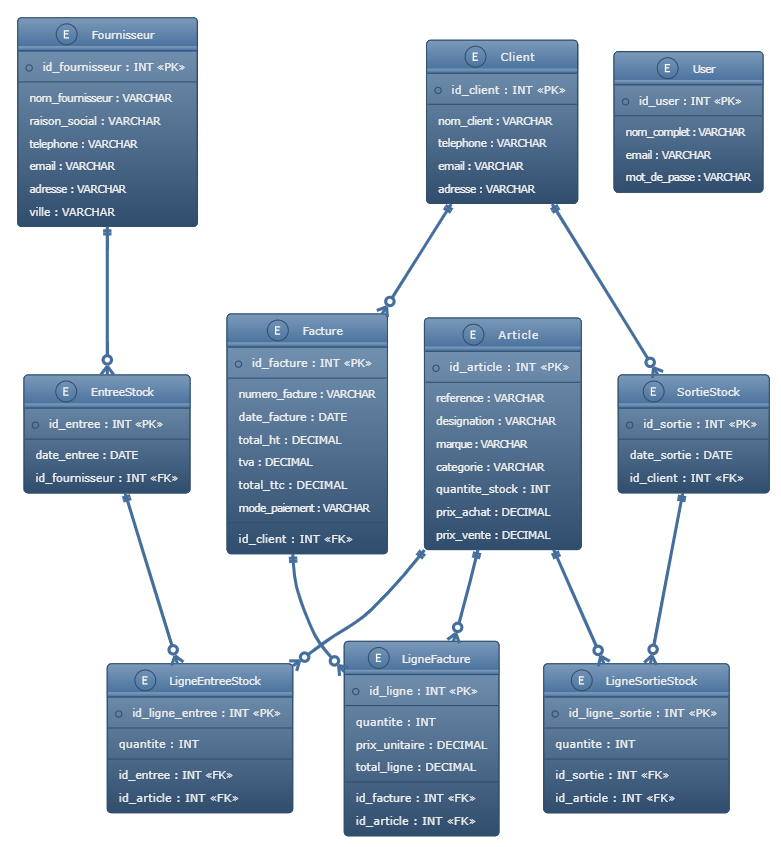 E Fournisseur
id_fournisseur : INT «PK»
nom_fournisseur : VARCHAR
raison_social : VARCHAR
telephone : VARCHAR
email : VARCHAR
adresse : VARCHAR
ville : VARCHAR
E Client
id_client : INT «PK»
nom_client : VARCHAR
telephone : VARCHAR
email : VARCHAR
adresse : VARCHAR
E User
id_user : INT «PK»
nom_complet : VARCHAR
email : VARCHAR
mot_de_passe : VARCHAR
E EntreeStock
id_entree : INT «PK»
date_entree : DATE
id_fournisseur : INT «FK»
E Facture
id_facture : INT «PK»
numero_facture : VARCHAR
date_facture : DATE
total_ht : DECIMAL
tva : DECIMAL
total_ttc : DECIMAL
mode_paiement : VARCHAR
id_client : INT «FK»
E Article
id_article : INT «PK»
reference : VARCHAR
designation : VARCHAR
marque : VARCHAR
categorie : VARCHAR
quantite_stock : INT
prix_achat : DECIMAL
prix_vente : DECIMAL
E SortieStock
id_sortie : INT «PK»
date_sortie : DATE
id_client : INT «FK»
E LigneEntreeStock
id_ligne_entree : INT «PK»
quantite : INT
id_entree : INT «FK»
id_article : INT «FK»
E LigneFacture
id_ligne : INT «PK»
quantite : INT
prix_unitaire : DECIMAL
total_ligne : DECIMAL
id_facture : INT «FK»
id_article : INT «FK»
E LigneSortieStock
id_ligne_sortie : INT «PK»
quantite : INT
id_sortie : INT «FK»
id_article : INT «FK»